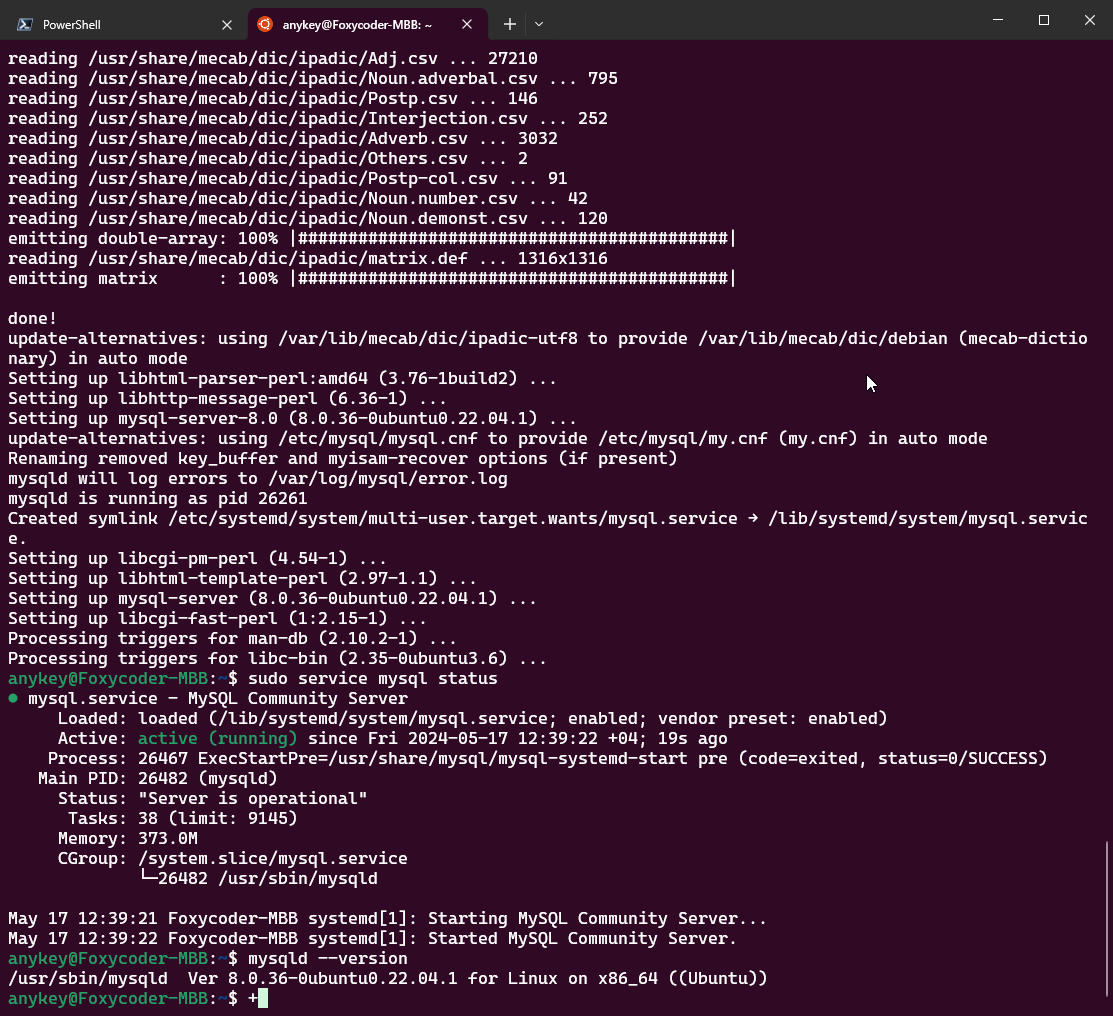 PowerShell
anykey@Foxycoder-MBB: ~
reading /usr/share/mecab/dic/ipadic/Adj.csv ... 27210
reading /usr/share/mecab/dic/ipadic/Noun.adverbal.csv ... 795
reading /usr/share/mecab/dic/ipadic/Postp.csv ... 146
reading /usr/share/mecab/dic/ipadic/Interjection.csv ... 252
reading /usr/share/mecab/dic/ipadic/Adverb.csv ... 3032
reading /usr/share/mecab/dic/ipadic/Others.csv ... 2
reading /usr/share/mecab/dic/ipadic/Postp-col.csv ... 91
reading /usr/share/mecab/dic/ipadic/Noun.number.csv ... 42
reading /usr/share/mecab/dic/ipadic/Noun.demonst.csv ... 120
emitting double-array: 100% |###########################################|
reading /usr/share/mecab/dic/ipadic/matrix.def ... 1316x1316
emitting matrix      : 100% |###########################################|
done!
update-alternatives: using /var/lib/mecab/dic/ipadic-utf8 to provide /var/lib/mecab/dic/debian (mecab-dictio
nary) in auto mode
Setting up libhtml-parser-perl:amd64 (3.76-1build2) ...
Setting up libhttp-message-perl (6.36-1) ...
Setting up mysql-server-8.0 (8.0.36-0ubuntu0.22.04.1) ...
update-alternatives: using /etc/mysql/mysql.cnf to provide /etc/mysql/my.cnf (my.cnf) in auto mode
Renaming removed key_buffer and myisam-recover options (if present)
mysqld will log errors to /var/log/mysql/error.log
mysqld is running as pid 26261
Created symlink /etc/systemd/system/multi-user.target.wants/mysql.service → /lib/systemd/system/mysql.servic
e.
Setting up libcgi-pm-perl (4.54-1) ...
Setting up libhtml-template-perl (2.97-1.1) ...
Setting up mysql-server (8.0.36-0ubuntu0.22.04.1) ...
Setting up libcgi-fast-perl (1:2.15-1) ...
Processing triggers for man-db (2.10.2-1) ...
Processing triggers for libc-bin (2.35-0ubuntu3.6) ...
anykey@Foxycoder-MBB:~$ sudo service mysql status
● mysql.service - MySQL Community Server
     Loaded: loaded (/lib/systemd/system/mysql.service; enabled; vendor preset: enabled)
     Active: active (running) since Fri 2024-05-17 12:39:22 +04; 19s ago
    Process: 26467 ExecStartPre=/usr/share/mysql/mysql-systemd-start pre (code=exited, status=0/SUCCESS)
   Main PID: 26482 (mysqld)
     Status: "Server is operational"
      Tasks: 38 (limit: 9145)
     Memory: 373.0M
     CGroup: /system.slice/mysql.service
             └─26482 /usr/sbin/mysqld
May 17 12:39:21 Foxycoder-MBB systemd[1]: Starting MySQL Community Server...
May 17 12:39:22 Foxycoder-MBB systemd[1]: Started MySQL Community Server.
anykey@Foxycoder-MBB:~$ mysqld --version
/usr/sbin/mysqld  Ver 8.0.36-0ubuntu0.22.04.1 for Linux on x86_64 ((Ubuntu))
anykey@Foxycoder-MBB:~$ +